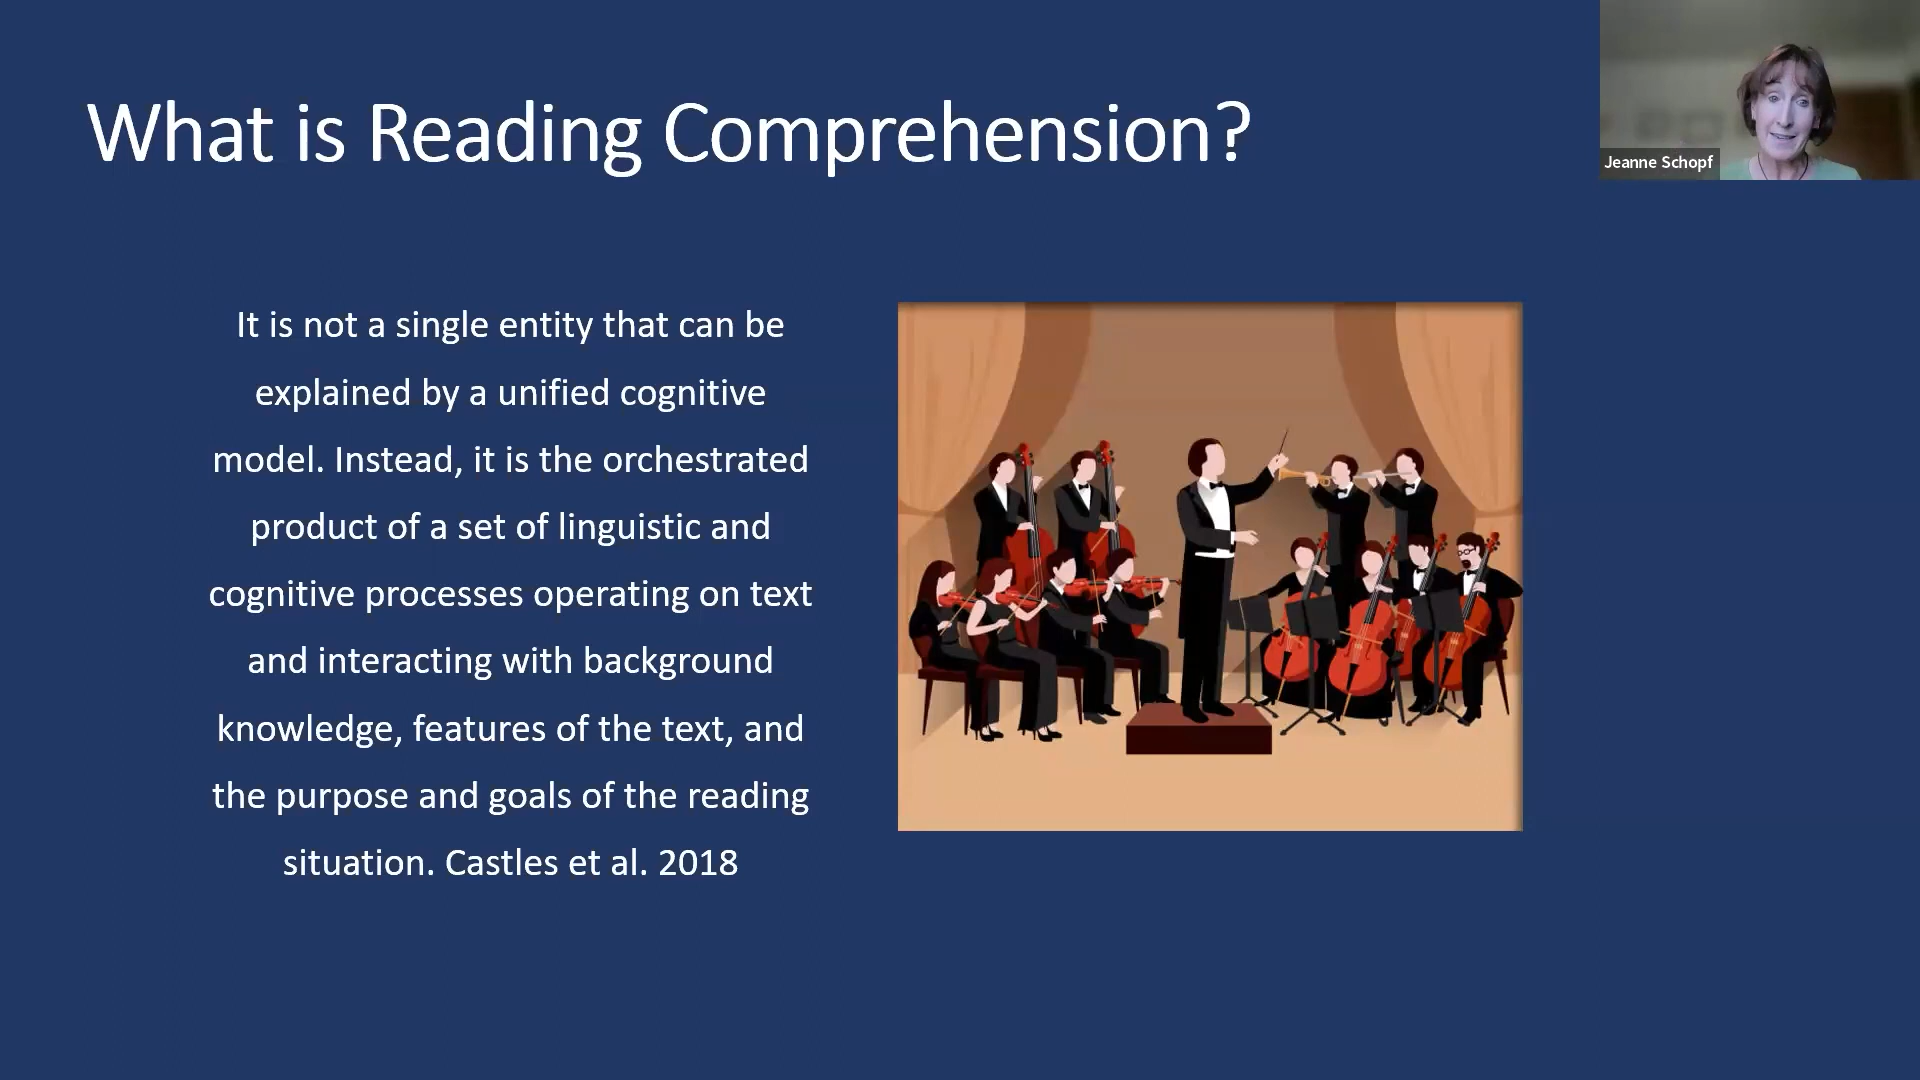 What is Reading Comprehension?
Jeanne Schopf
It is not a single entity that can be
explained by a unified cognitive
model. Instead, it is the orchestrated
product of a set of linguistic and
cognitive processes operating on text
and interacting with background
knowledge, features of the text, and
the purpose and goals of the reading
situation. Castles et al. 2018